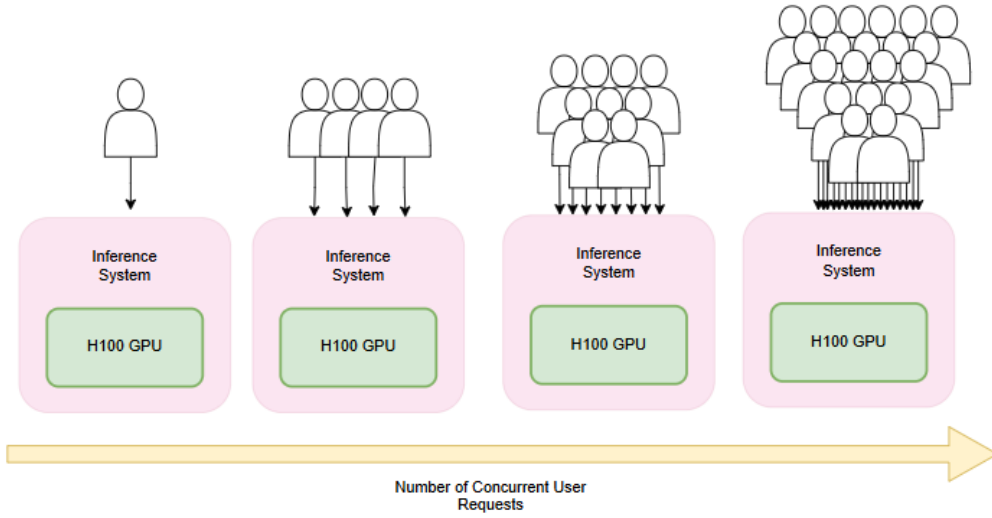 Inference
System
H100 GPU
Inference
System
H100 GPU
Inference
System
H100 GPU
Inference
System
H100 GPU
Number of Concurrent User
Requests